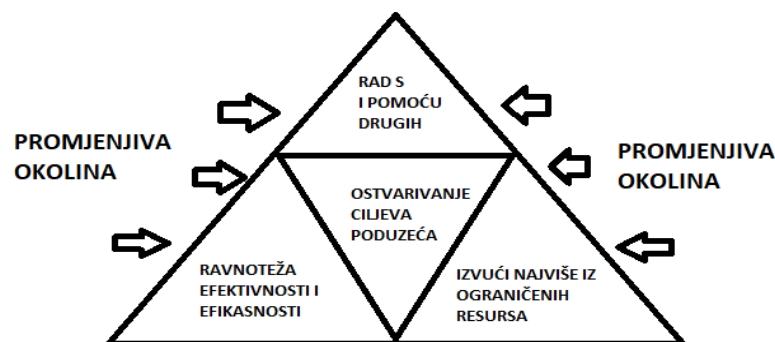 RAD S
I POMOĆU
DRUGIH
PROMJENJIVA
OKOLINA
PROMJENJIVA
OKOLINA
OSTVARIVANJE
CILJEVA
PODUZEĆA
RAVNOTEŽA
EFEKTIVNOSTI I
EFIKASNOSTI
IZVUĆI NAJVIŠE IZ
OGRANIČENIH
RESURSA